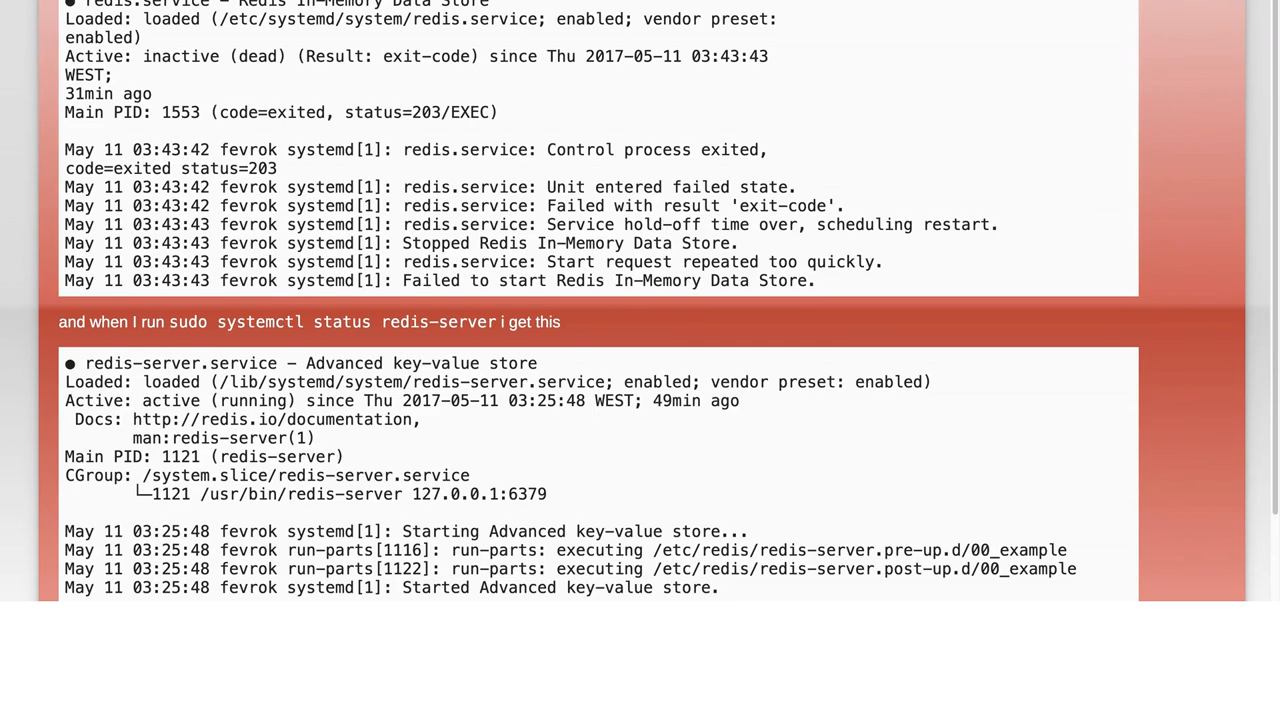 ● redis.service – Redis In–Memory Data Store
Loaded: loaded (/etc/systemd/system/redis.service; enabled; vendor preset:
enabled)
Active: inactive (dead) (Result: exit–code) since Thu 2017–05–11 03:43:43
WEST;
31min ago
Main PID: 1553 (code=exited, status=203/EXEC)
May 11 03:43:42 fevrok systemd[1]: redis.service: Control process exited,
code=exited status=203
May 11 03:43:42 fevrok systemd[1]: redis.service: Unit entered failed state.
May 11 03:43:42 fevrok systemd[1]: redis.service: Failed with result 'exit–code'.
May 11 03:43:43 fevrok systemd[1]: redis.service: Service hold–off time over, scheduling restart.
May 11 03:43:43 fevrok systemd[1]: Stopped Redis In–Memory Data Store.
May 11 03:43:43 fevrok systemd[1]: redis.service: Start request repeated too quickly.
May 11 03:43:43 fevrok systemd[1]: Failed to start Redis In–Memory Data Store.
and when I run sudo systemctl status redis-server i get this
● redis–server.service – Advanced key–value store
Loaded: loaded (/lib/systemd/system/redis–server.service; enabled; vendor preset: enabled)
Active: active (running) since Thu 2017–05–11 03:25:48 WEST; 49min ago
Docs: http://redis.io/documentation,
man:redis–server(1)
Main PID: 1121 (redis–server)
CGroup: /system.slice/redis–server.service
└─1121 /usr/bin/redis–server 127.0.0.1:6379
May 11 03:25:48 fevrok systemd[1]: Starting Advanced key–value store...
May 11 03:25:48 fevrok run–parts[1116]: run–parts: executing /etc/redis/redis–server.pre–up.d/00_example
May 11 03:25:48 fevrok run–parts[1122]: run–parts: executing /etc/redis/redis–server.post–up.d/00_example
May 11 03:25:48 fevrok systemd[1]: Started Advanced key–value store.